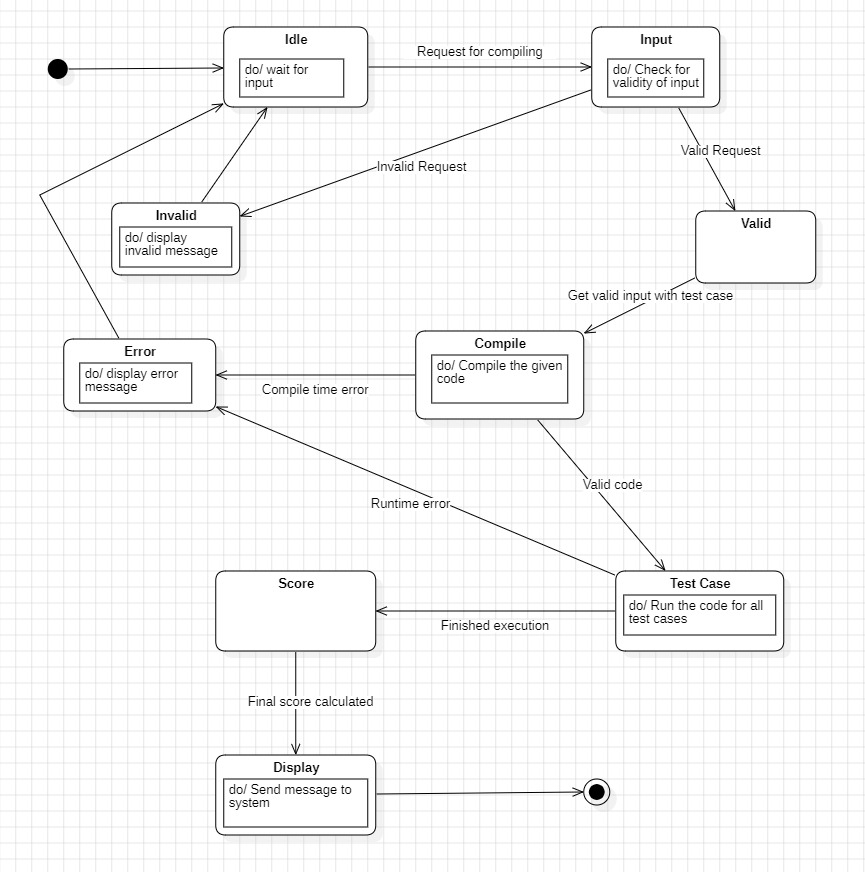 Idle
do/ wait for
input
Request for compiling
Input
do/ Check for
validity of input
Valid Request
Invalid Request
Invalid
do/ display
invalid message
Valid
Get valid input with test case
Error
do/ display error
message
Compile
do/ Compile the given
code
Compile time error
Valid code
Runtime error
Score
Test Case
do/ Run the code for all
test cases
Finished execution
Final score calculated
Display
do/ Send message to
system